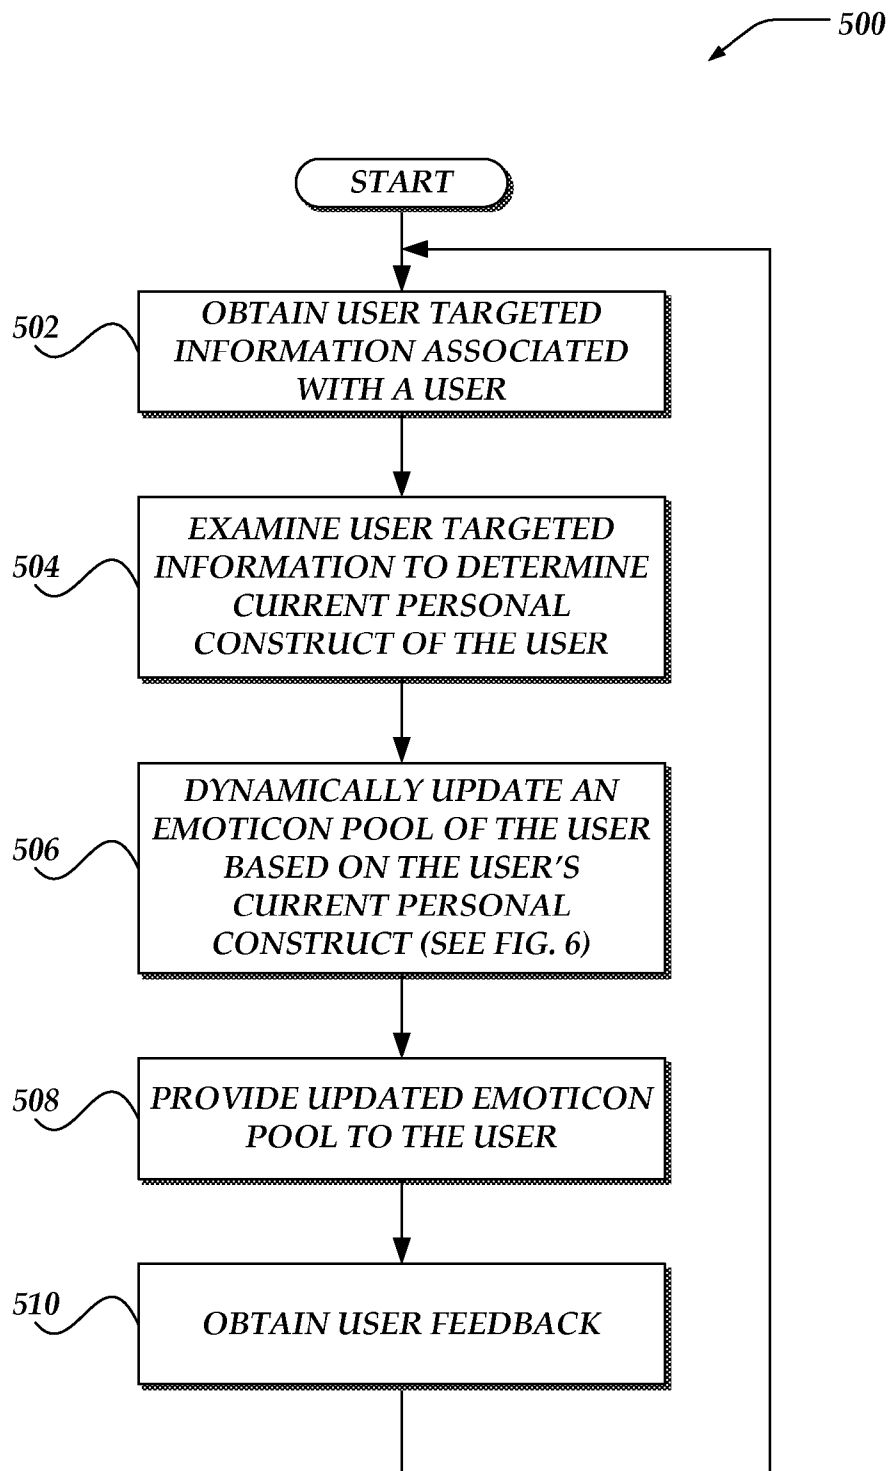 500
START
502
OBTAIN USER TARGETED
INFORMATION ASSOCIATED
WITH A USER
504
EXAMINE USER TARGETED
INFORMATION TO DETERMINE
CURRENT PERSONAL
CONSTRUCT OF THE USER
506
DYNAMICALLY UPDATE AN
EMOTICON POOL OF THE USER
BASED ON THE USER'S
CURRENT PERSONAL
CONSTRUCT (SEE FIG. 6)
508
PROVIDE UPDATED EMOTICON
POOL TO THE USER
510
OBTAIN USER FEEDBACK